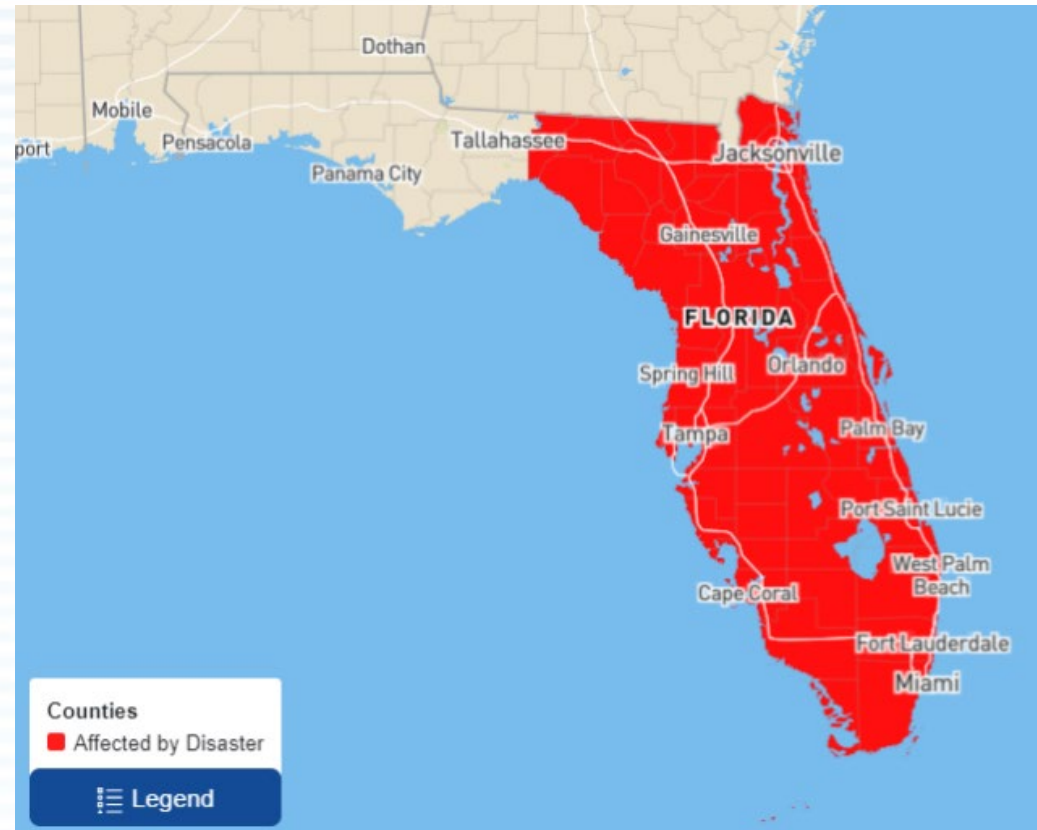 Dothan
Mobile
port
Pensacola
Tallahassee
Jacksonville
Panama City
Gainesville
FLORIDA
Spring Hill
Orlando
Tampa
Palm Bay
Port Saint Lucie
West Palm
Beach
Cape Coral
Fort Lauderdale
Miami
Counties
Affected by Disaster
Legend